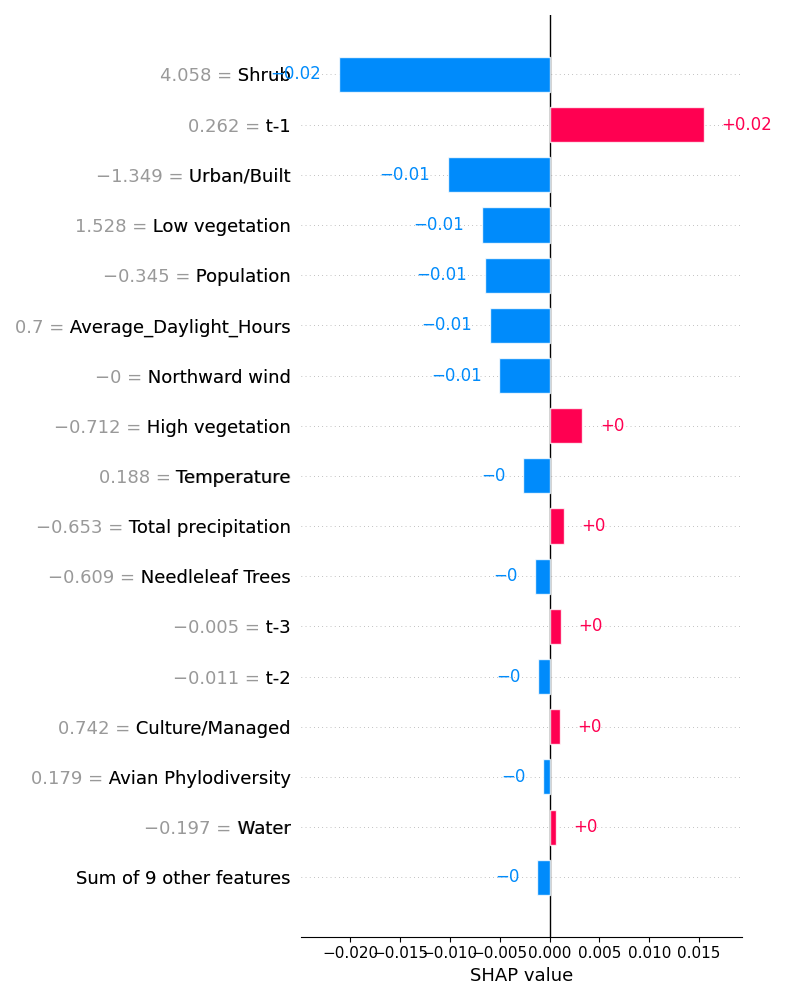 4.058 = Shrub −0.02
0.262 = t-1 +0.02
−1.349 = Urban/Built −0.01
1.528 = Low vegetation −0.01
−0.345 = Population −0.01
0.7 = Average_Daylight_Hours −0.01
−0 = Northward wind −0.01
−0.712 = High vegetation +0
0.188 = Temperature −0
−0.653 = Total precipitation +0
−0.609 = Needleleaf Trees −0
−0.005 = t-3 +0
−0.011 = t-2 −0
0.742 = Culture/Managed +0
0.179 = Avian Phylodiversity −0
−0.197 = Water +0
Sum of 9 other features −0
−0.020 −0.015 −0.010 −0.005 0.000 0.005 0.010 0.015
SHAP value